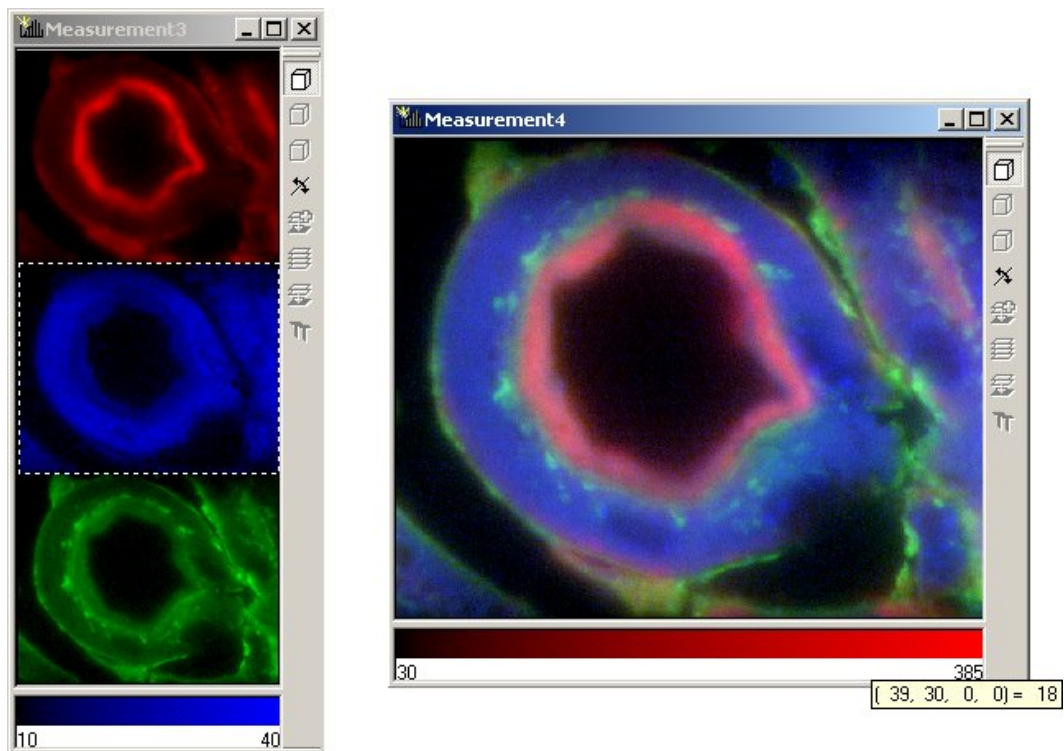 Measurement3
10 40
Measurement4
30 385
( 39, 30, 0, 0)= 18